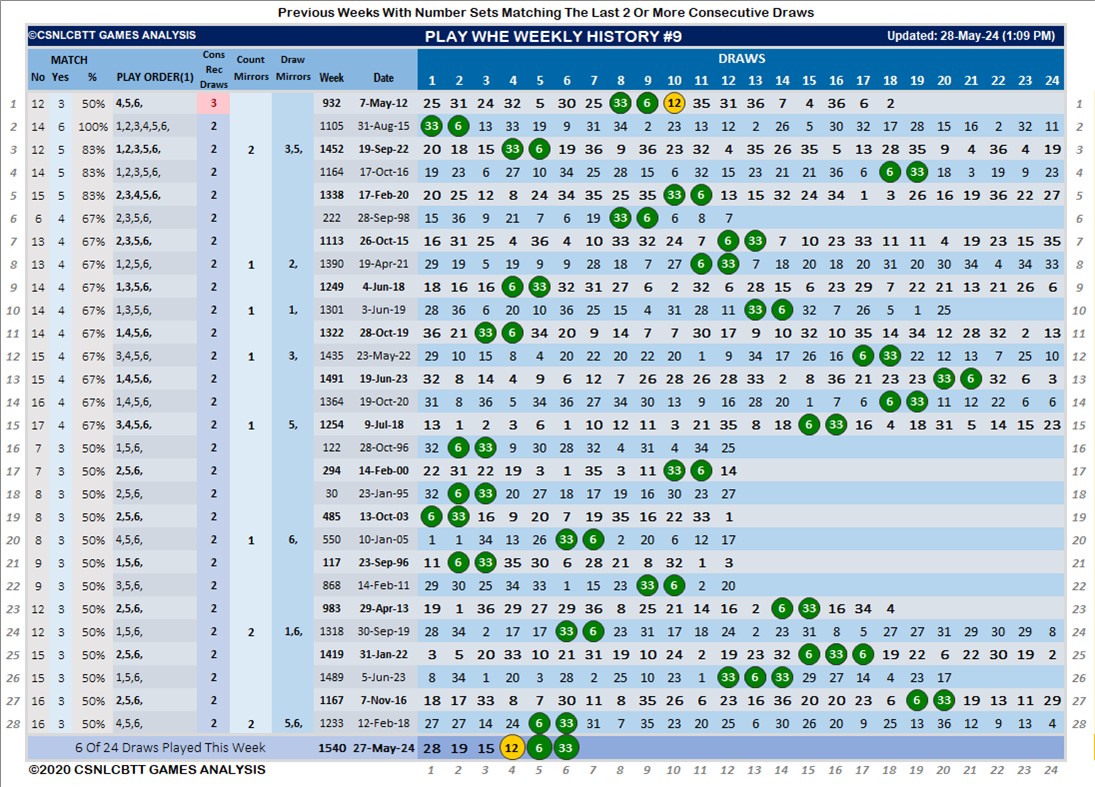 Previous Weeks With Number Sets Matching The Last 2 Or More Consecutive Draws
©CSNLCBTT GAMES ANALYSIS PLAY WHE WEEKLY HISTORY #9 Updated: 28-May-24 (1:09 PM)
MATCH Cons Rec Draws Count Mirrors Draw Mirrors DRAWS
No Yes % PLAY ORDER(1) Week Date 1 2 3 4 5 6 7 8 9 10 11 12 13 14 15 16 17 18 19 20 21 22 23 24
1 12 3 50% 4,5,6, 3 932 7-May-12 25 31 24 32 5 30 25 33 6 12 35 31 36 7 4 36 6 2 1
2 14 6 100% 1,2,3,4,5,6, 2 1105 31-Aug-15 33 6 13 33 19 9 31 34 2 23 13 12 2 26 5 30 32 17 28 15 16 2 32 11 2
3 12 5 83% 1,2,3,5,6, 2 2 3,5, 1452 19-Sep-22 20 18 15 33 6 19 36 9 36 23 32 4 35 26 35 5 13 28 35 9 4 36 4 19 3
4 14 5 83% 1,2,3,5,6, 2 1164 17-Oct-16 19 23 6 27 10 34 25 28 15 6 32 15 23 21 21 36 6 6 33 18 3 19 9 23 4
5 15 5 83% 2,3,4,5,6, 2 1338 17-Feb-20 20 25 12 8 24 34 35 25 35 33 6 13 15 32 24 34 1 3 26 16 19 36 22 27 5
6 6 4 67% 2,3,5,6, 2 222 28-Sep-98 15 36 9 21 7 6 19 33 6 6 8 7 6
7 13 4 67% 2,3,5,6, 2 1113 26-Oct-15 16 31 25 4 36 4 10 33 32 24 7 6 33 7 10 23 33 11 11 4 19 23 15 35 7
8 13 4 67% 1,2,5,6, 2 1 2, 1390 19-Apr-21 29 19 5 19 9 9 28 18 7 27 6 33 7 18 20 18 20 31 20 30 34 4 34 33 8
9 14 4 67% 1,3,5,6, 2 1249 4-Jun-18 18 16 16 6 33 32 31 27 6 2 32 6 28 15 6 23 29 7 22 21 13 21 26 6 9
10 14 4 67% 1,3,5,6, 2 1 1, 1301 3-Jun-19 28 36 6 10 36 25 15 4 31 28 11 33 6 32 7 26 5 1 25 10
11 14 4 67% 1,4,5,6, 2 1322 28-Oct-19 36 21 33 6 20 34 20 9 14 7 7 30 17 9 10 32 10 35 14 34 12 28 32 2 13 11
12 15 4 67% 3,4,5,6, 2 1 3, 1435 23-May-22 29 10 15 8 4 20 22 20 22 20 1 9 34 17 26 16 6 33 22 12 13 7 25 10 12
13 15 4 67% 1,4,5,6, 2 1491 19-Jun-23 32 8 14 4 9 6 12 7 26 28 26 28 33 2 8 36 21 23 23 33 6 32 6 3 13
14 16 4 67% 1,4,5,6, 2 1364 19-Oct-20 31 8 36 5 34 36 27 34 30 13 9 16 28 20 1 7 6 6 33 11 12 22 6 6 14
15 17 4 67% 3,4,5,6, 2 1 5, 1254 9-Jul-18 13 1 2 3 6 1 10 12 11 3 21 35 8 18 6 33 16 4 18 31 5 14 15 23 15
16 7 3 50% 1,5,6, 2 122 28-Oct-96 32 6 33 9 30 28 32 4 31 4 34 25 16
17 7 3 50% 2,5,6, 2 294 14-Feb-00 22 31 22 19 3 1 35 3 11 33 6 14 17
18 8 3 50% 2,5,6, 2 30 23-Jan-95 32 6 33 20 27 18 17 19 16 30 23 27 18
19 8 3 50% 2,5,6, 2 485 13-Oct-03 6 33 16 9 20 7 19 35 16 22 33 1 19
20 8 3 50% 4,5,6, 2 1 6, 550 10-Jan-05 1 1 34 13 26 33 6 2 20 6 12 17 20
21 9 3 50% 1,5,6, 2 117 23-Sep-96 11 6 33 35 30 6 28 21 8 32 1 3 21
22 9 3 50% 3,5,6, 2 868 14-Feb-11 29 30 25 34 33 1 15 23 33 6 2 20 22
23 12 3 50% 2,5,6, 2 983 29-Apr-13 19 1 36 29 27 29 36 8 25 21 14 16 2 6 33 16 34 4 23
24 12 3 50% 1,5,6, 2 2 1,6, 1318 30-Sep-19 28 34 2 17 17 33 6 23 31 17 18 24 2 23 31 8 5 27 27 31 29 30 29 8 24
25 15 3 50% 2,5,6, 2 1419 31-Jan-22 3 5 20 33 10 21 31 19 10 24 2 19 23 32 6 33 6 19 22 6 22 30 19 2 25
26 15 3 50% 1,5,6, 2 1489 5-Jun-23 8 34 1 20 3 28 2 25 10 23 1 33 6 33 29 27 14 4 23 17 26
27 16 3 50% 2,5,6, 2 1167 7-Nov-16 18 17 33 8 7 30 11 8 35 26 6 23 16 36 20 20 23 6 6 33 19 13 11 29 27
28 16 3 50% 4,5,6, 2 2 5,6, 1233 12-Feb-18 27 27 14 24 6 33 31 7 35 23 20 25 6 30 26 20 9 25 13 36 12 9 13 4 28
6 Of 24 Draws Played This Week 1540 27-May-24 28 19 15 12 6 33
©2020 CSNLCBTT GAMES ANALYSIS 1 2 3 4 5 6 7 8 9 10 11 12 13 14 15 16 17 18 19 20 21 22 23 24